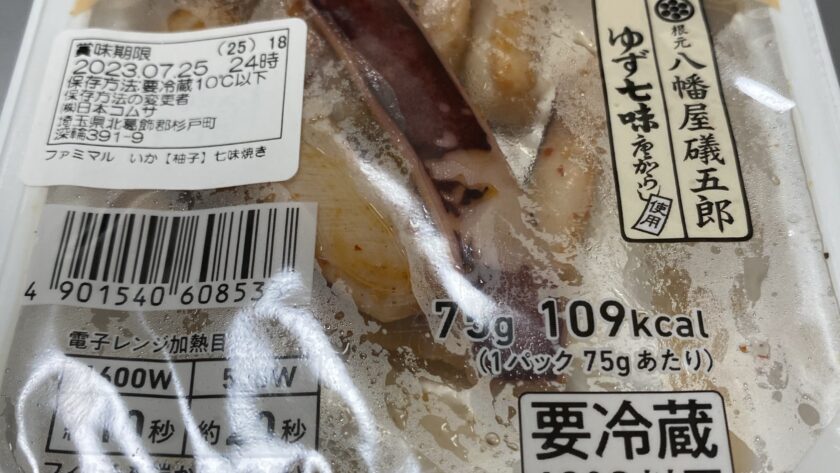 賞味期限 (25) 18
2023.07.25 24時
保存方法:要冷蔵10℃以下
保存方法の変更者
㈱日本コムサ
埼玉県北葛飾郡杉戸町
深輪391-9
ファミマル いか【柚子】七味焼き
根元 八幡屋礒五郎
ゆず七味唐がらし 使用
4 901540 60853
電子レンジ加熱目
600W
秒 約 秒
75g 109kcal
(1パック 75gあたり)
要冷蔵